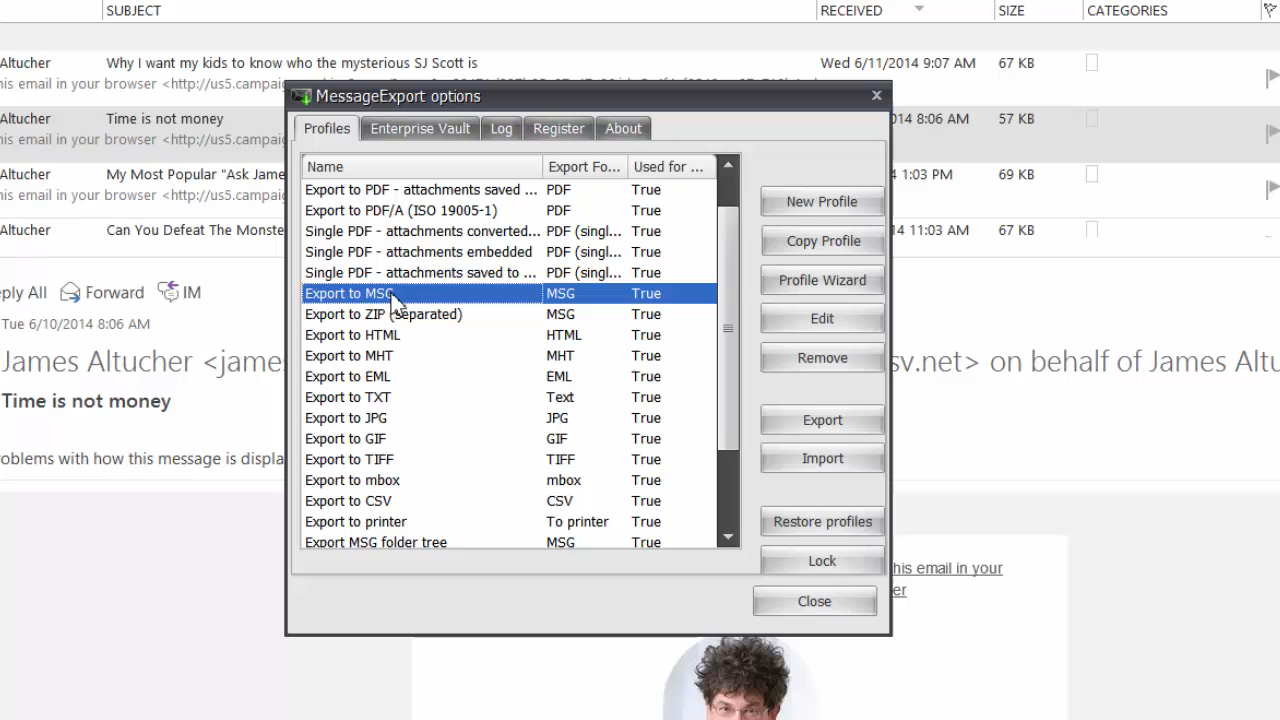 SUBJECT RECEIVED SIZE CATEGORIES
Altucher Why I want my kids to know who the mysterious SJ Scott is Wed 6/11/2014 9:07 AM 67 KB
his email in your browser <http://us5.campai
Altucher Time is not money 014 8:06 AM 57 KB
his email in your browser <http://us5.campaig
Altucher My Most Popular "Ask Jame 4 1:03 PM 69 KB
his email in your browser <http://us5.campaig
Altucher Can You Defeat The Monste 14 11:03 AM 67 KB
eply All Forward IM
Tue 6/10/2014 8:06 AM
James Altucher <jame sv.net> on behalf of James Altu
Time is not money
oblems with how this message is displa
his email in your
er
MessageExport options
Profiles Enterprise Vault Log Register About
Name Export Fo... Used for ...
Export to PDF - attachments saved ... PDF True
Export to PDF/A (ISO 19005-1) PDF True
Single PDF - attachments converted... PDF (singl... True
Single PDF - attachments embedded PDF (singl... True
Single PDF - attachments saved to ... PDF (singl... True
Export to MSG MSG True
Export to ZIP (separated) MSG True
Export to HTML HTML True
Export to MHT MHT True
Export to EML EML True
Export to TXT Text True
Export to JPG JPG True
Export to GIF GIF True
Export to TIFF TIFF True
Export to mbox mbox True
Export to CSV CSV True
Export to printer To printer True
Export MSG folder tree MSG True
New Profile
Copy Profile
Profile Wizard
Edit
Remove
Export
Import
Restore profiles
Lock
Close